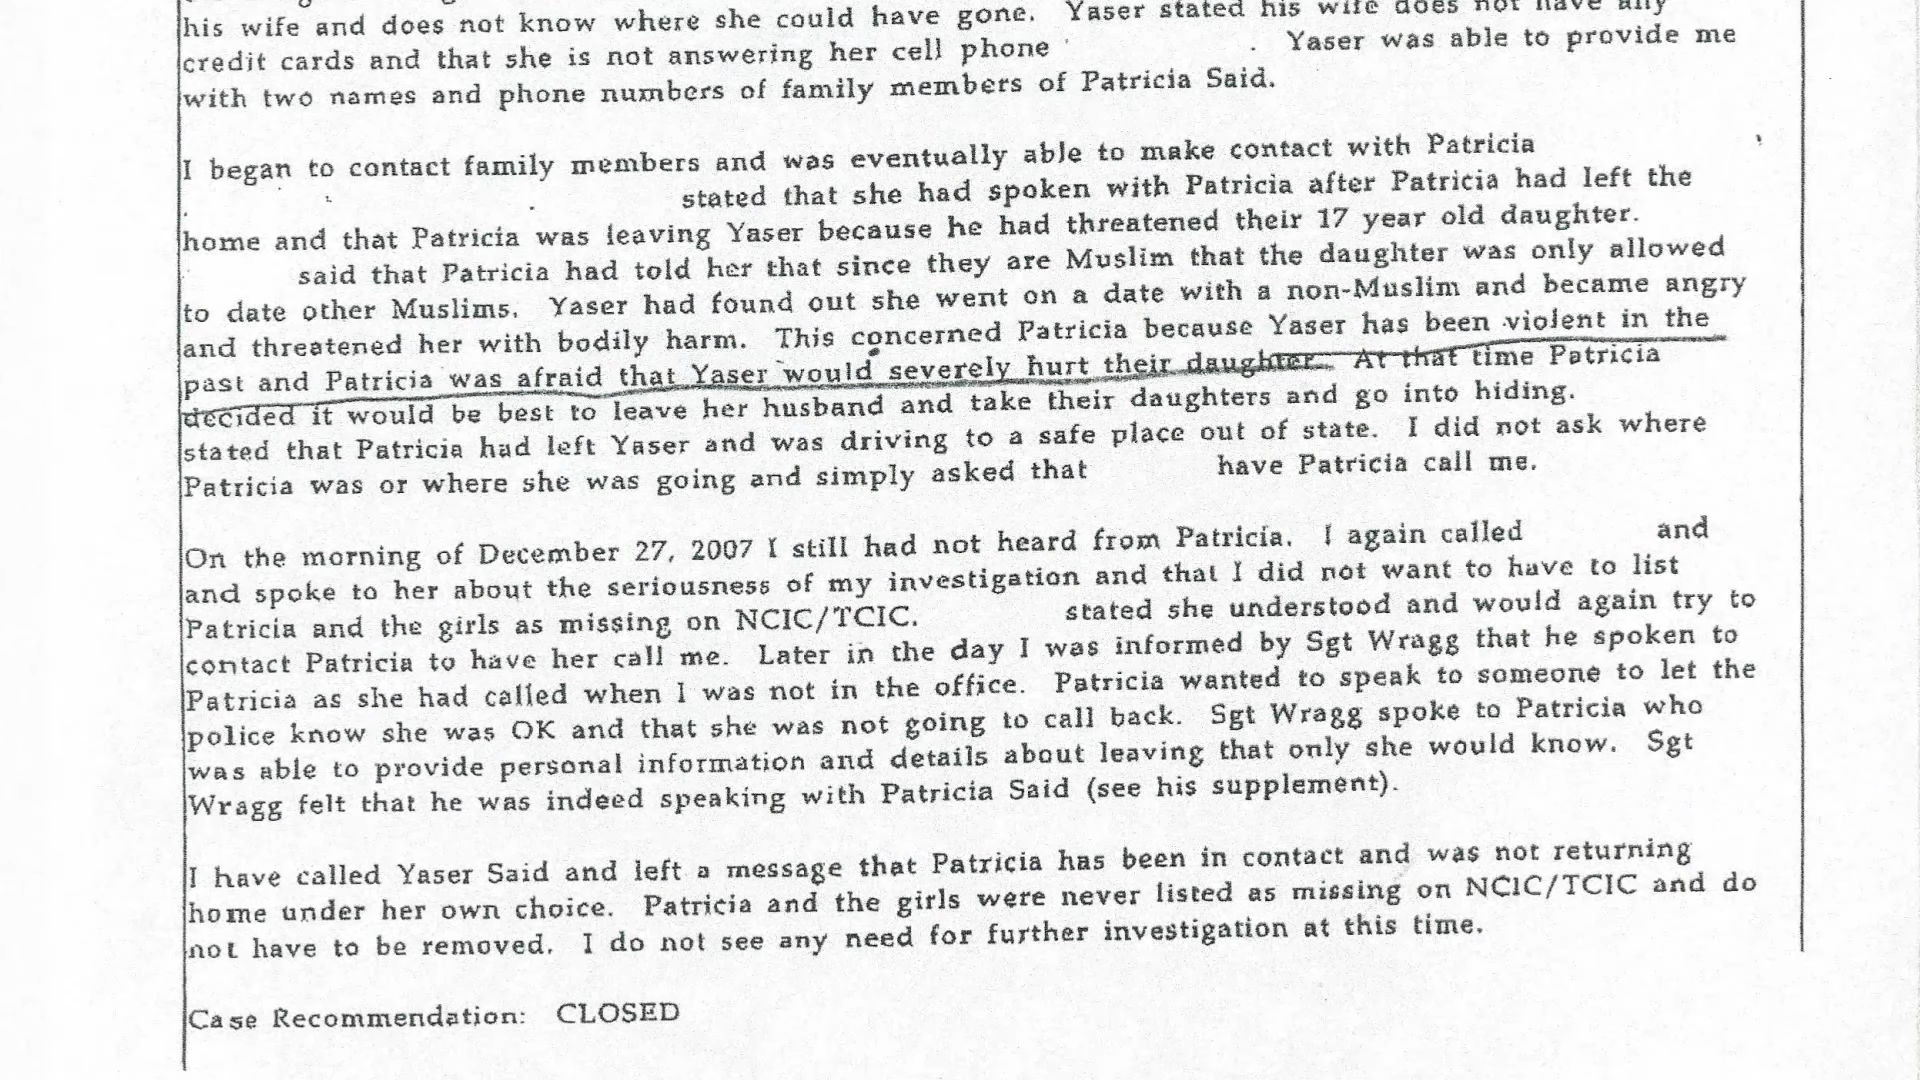 his wife and does not know where she could have gone. Yaser stated his wife does not have any
credit cards and that she is not answering her cell phone . Yaser was able to provide me
with two names and phone numbers of family members of Patricia Said.
I began to contact family members and was eventually able to make contact with Patricia
stated that she had spoken with Patricia after Patricia had left the
home and that Patricia was leaving Yaser because he had threatened their 17 year old daughter.
said that Patricia had told her that since they are Muslim that the daughter was only allowed
to date other Muslims. Yaser had found out she went on a date with a non-Muslim and became angry
and threatened her with bodily harm. This concerned Patricia because Yaser has been violent in the
past and Patricia was afraid that Yaser would severely hurt their daughter. At that time Patricia
decided it would be best to leave her husband and take their daughters and go into hiding.
stated that Patricia had left Yaser and was driving to a safe place out of state. I did not ask where
Patricia was or where she was going and simply asked that have Patricia call me.
On the morning of December 27, 2007 I still had not heard from Patricia. I again called and
and spoke to her about the seriousness of my investigation and that I did not want to have to list
Patricia and the girls as missing on NCIC/TCIC. stated she understood and would again try to
contact Patricia to have her call me. Later in the day I was informed by Sgt Wragg that he spoken to
Patricia as she had called when I was not in the office. Patricia wanted to speak to someone to let the
police know she was OK and that she was not going to call back. Sgt Wragg spoke to Patricia who
was able to provide personal information and details about leaving that only she would know. Sgt
Wragg felt that he was indeed speaking with Patricia Said (see his supplement).
I have called Yaser Said and left a message that Patricia has been in contact and was not returning
home under her own choice. Patricia and the girls were never listed as missing on NCIC/TCIC and do
not have to be removed. I do not see any need for further investigation at this time.
Case Recommendation: CLOSED